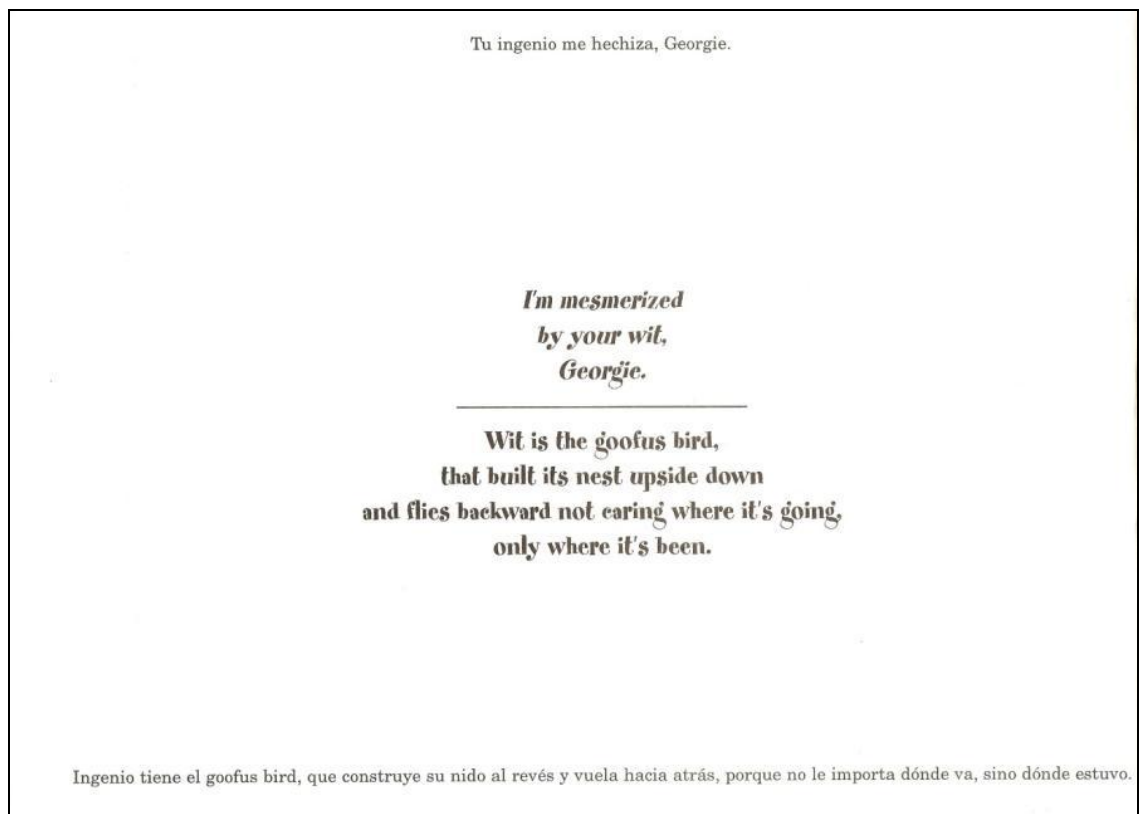 Tu ingenio me hechiza, Georgie.
I'm mesmerized
by your wit,
Georgie.
Wit is the goofus bird,
that built its nest upside down
and flies backward not caring where it's going,
only where it's been.
Ingenio tiene el goofus bird, que construye su nido al revés y vuela hacia atrás, porque no le importa dónde va, sino dónde estuvo.